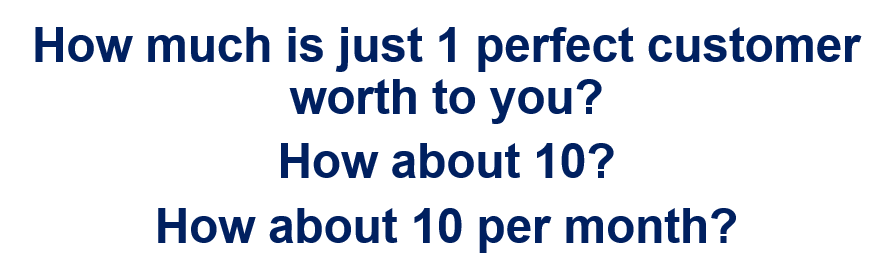 How much is just 1 perfect customer
worth to you?
How about 10?
How about 10 per month?